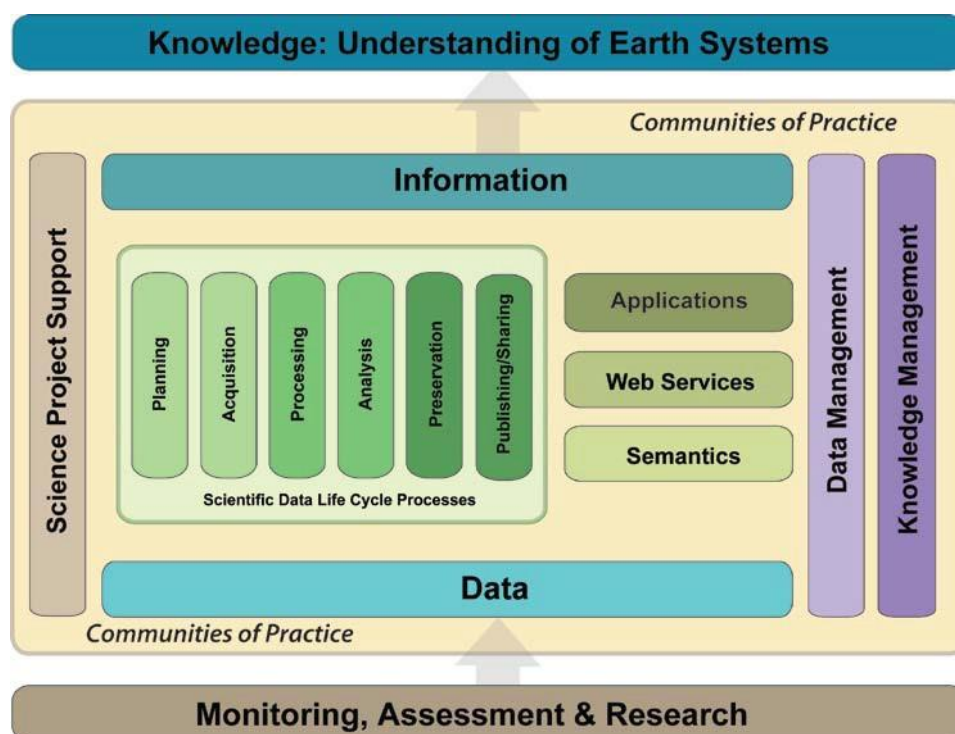 Knowledge: Understanding of Earth Systems
Communities of Practice
Science Project Support
Information
Planning
Acquisition
Processing
Analysis
Preservation
Publishing/Sharing
Scientific Data Life Cycle Processes
Applications
Web Services
Semantics
Data Management
Knowledge Management
Data
Communities of Practice
Monitoring, Assessment & Research